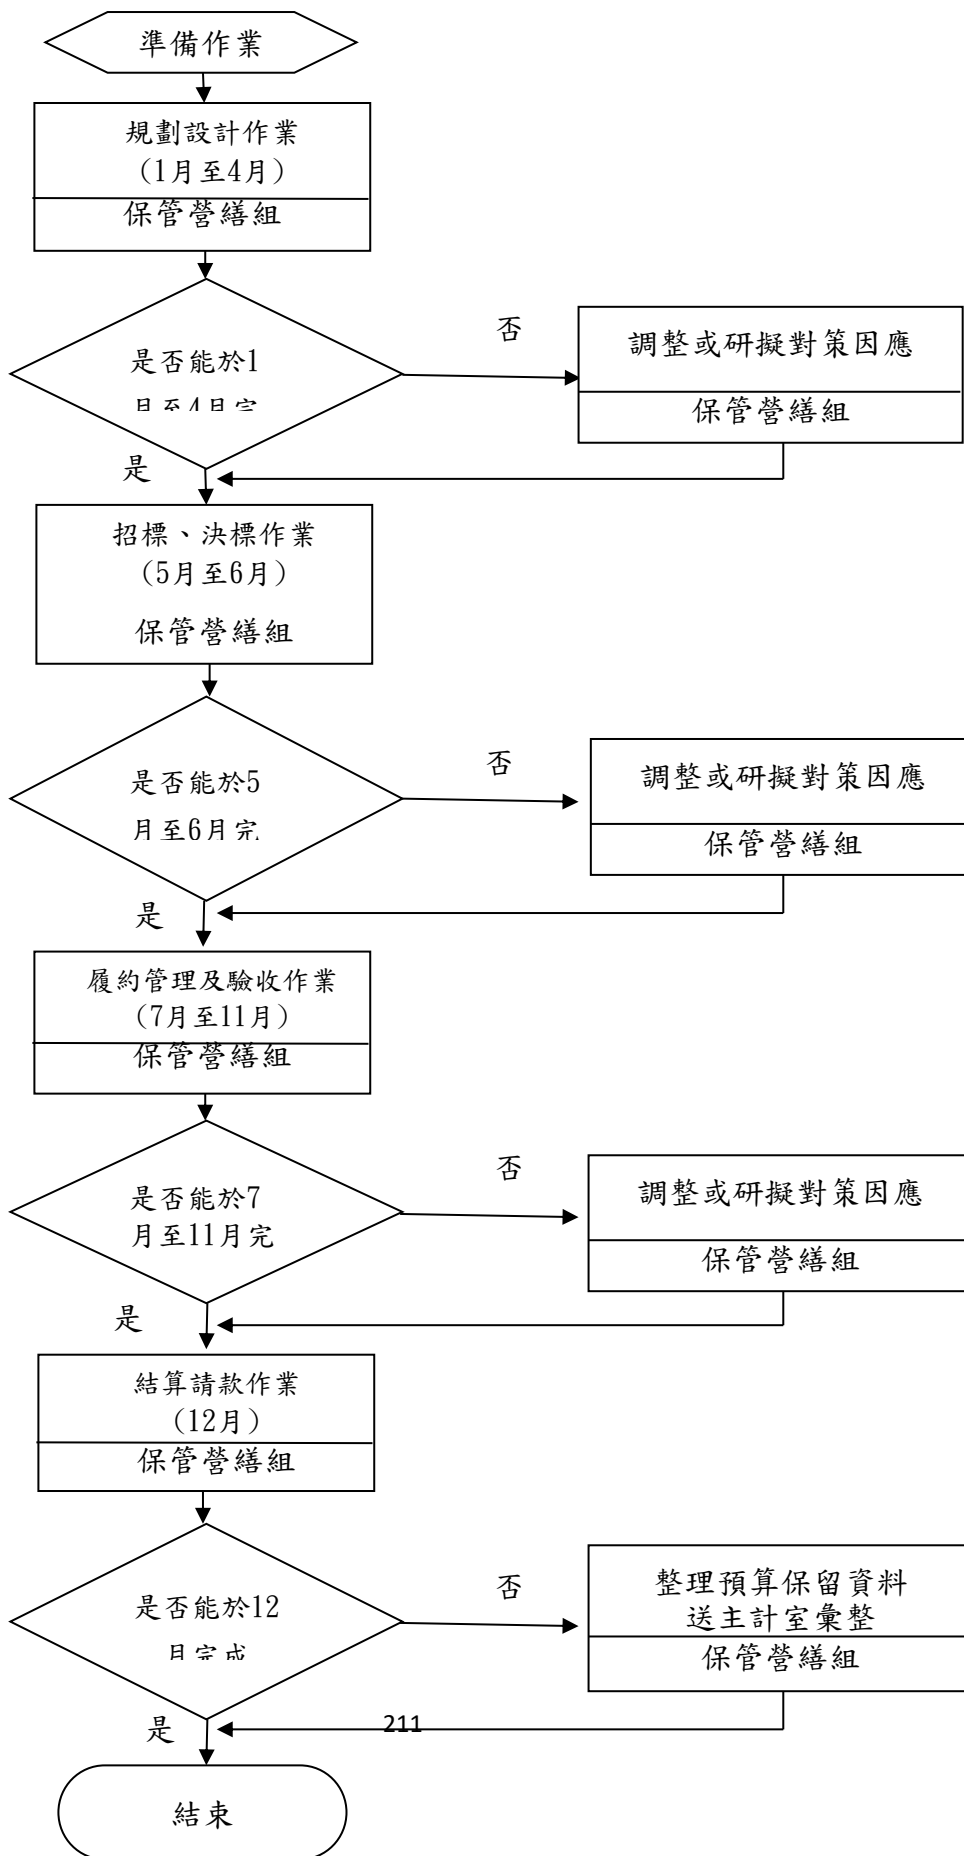 準備作業
規劃設計作業
(1月至4月)
保管營繕組
是否能於1
月至4月完
否
調整或研擬對策因應
保管營繕組
是
招標、決標作業
(5月至6月)
保管營繕組
是否能於5
月至6月完
否
調整或研擬對策因應
保管營繕組
是
履約管理及驗收作業
(7月至11月)
保管營繕組
是否能於7
月至11月完
否
調整或研擬對策因應
保管營繕組
是
結算請款作業
(12月)
保管營繕組
是否能於12
月完成
否
整理預算保留資料
送主計室彙整
保管營繕組
是
211
結束